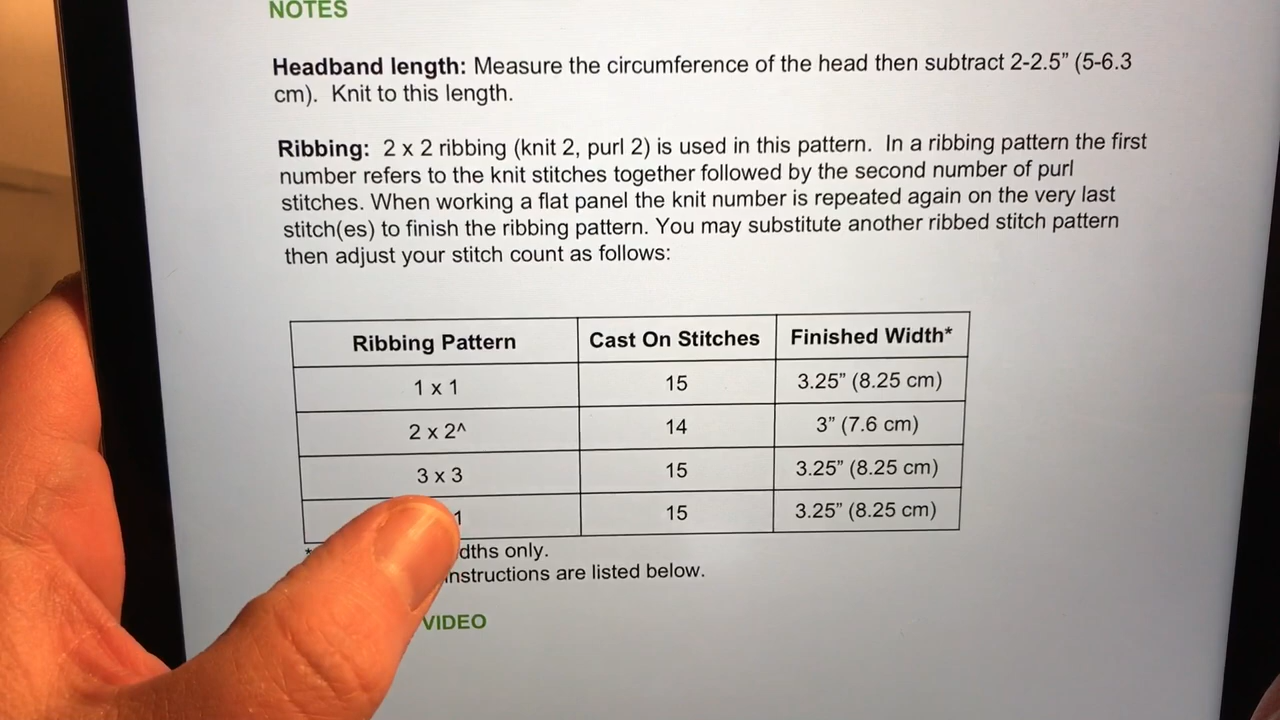 NOTES
Headband length: Measure the circumference of the head then subtract 2-2.5” (5-6.3
cm). Knit to this length.
Ribbing: 2 x 2 ribbing (knit 2, purl 2) is used in this pattern. In a ribbing pattern the first
number refers to the knit stitches together followed by the second number of purl
stitches. When working a flat panel the knit number is repeated again on the very last
stitch(es) to finish the ribbing pattern. You may substitute another ribbed stitch pattern
then adjust your stitch count as follows:
Ribbing Pattern Cast On Stitches Finished Width*
1 x 1 15 3.25” (8.25 cm)
2 x 2^ 14 3” (7.6 cm)
3 x 3 15 3.25” (8.25 cm)
1 15 3.25” (8.25 cm)
* only.
instructions are listed below.
VIDEO